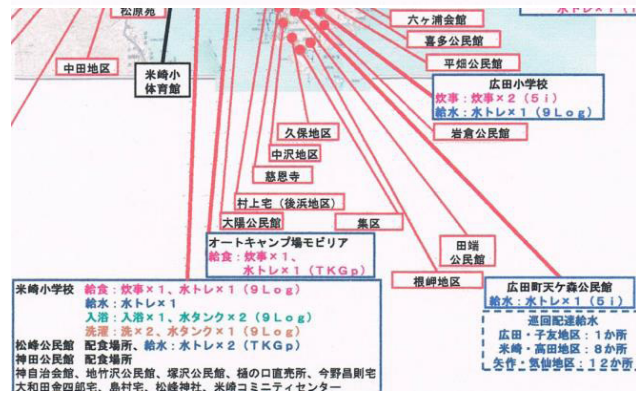 松原苑
水トレ×1
六ヶ浦会館
喜多公民館
平畑公民館
中田地区
米崎小
体育館
広田小学校
炊事:炊事×2(5i)
給水:水トレ×1(9Log)
岩倉公民館
久保地区
中沢地区
慈恩寺
村上宅(後浜地区)
大陽公民館
集区
田端
公民館
根岬地区
オートキャンプ場モビリア
給食:炊事×1、
水トレ×1(TKGp)
米崎小学校 給食:炊事×1、水トレ×1(9Log)
給水:水トレ×1
入浴:入浴×1、水タンク×2(9Log)
洗濯:洗×2、水タンク×1(9Log)
松峰公民館 配食場所、給水:水トレ×2(TKGp)
神田公民館 配食場所
神自治会館、地竹沢公民館、塚沢公民館、樋の口直売所、今野昌則宅
大和田金四郎宅、島村宅、松峰神社、米崎コミニティセンター
広田町天ケ森公民館
給水:水トレ×1(5i)
巡回配達給水
広田・子友地区:1か所
米崎・高田地区:8か所
矢作・気仙地区:12か所